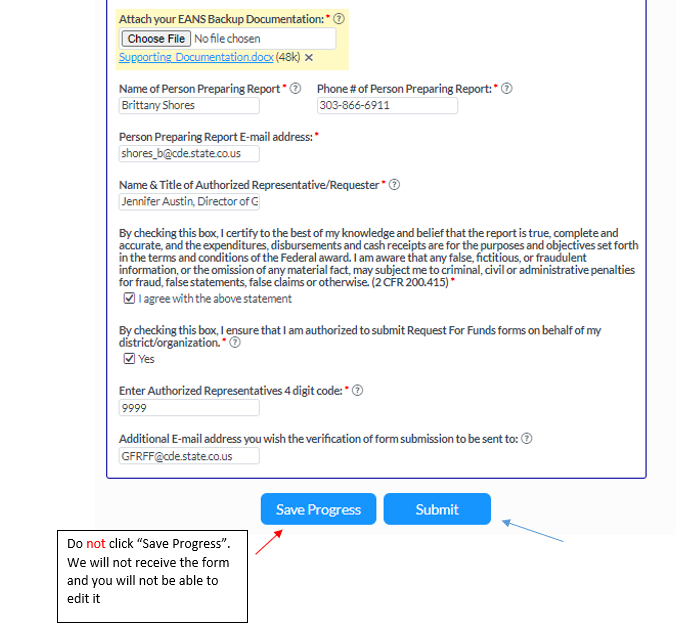 Attach your EANS Backup Documentation: * ?
Choose File No file chosen
Supporting_Documentation.docx (48k) ×
Name of Person Preparing Report * ? Phone # of Person Preparing Report: * ?
Brittany Shores 303-866-6911
Person Preparing Report E-mail address: *
shores_b@cde.state.co.us
Name & Title of Authorized Representative/Requester * ?
Jennifer Austin, Director of G
By checking this box, I certify to the best of my knowledge and belief that the report is true, complete and
accurate, and the expenditures, disbursements and cash receipts are for the purposes and objectives set forth
in the terms and conditions of the Federal award. I am aware that any false, fictitious, or fraudulent
information, or the omission of any material fact, may subject me to criminal, civil or administrative penalties
for fraud, false statements, false claims or otherwise. (2 CFR 200.415) *
I agree with the above statement
By checking this box, I ensure that I am authorized to submit Request For Funds forms on behalf of my
district/organization. * ?
Yes
Enter Authorized Representatives 4 digit code: * ?
9999
Additional E-mail address you wish the verification of form submission to be sent to: ?
GFRFF@cde.state.co.us
Save Progress Submit
Do not click “Save Progress”.
We will not receive the form
and you will not be able to
edit it